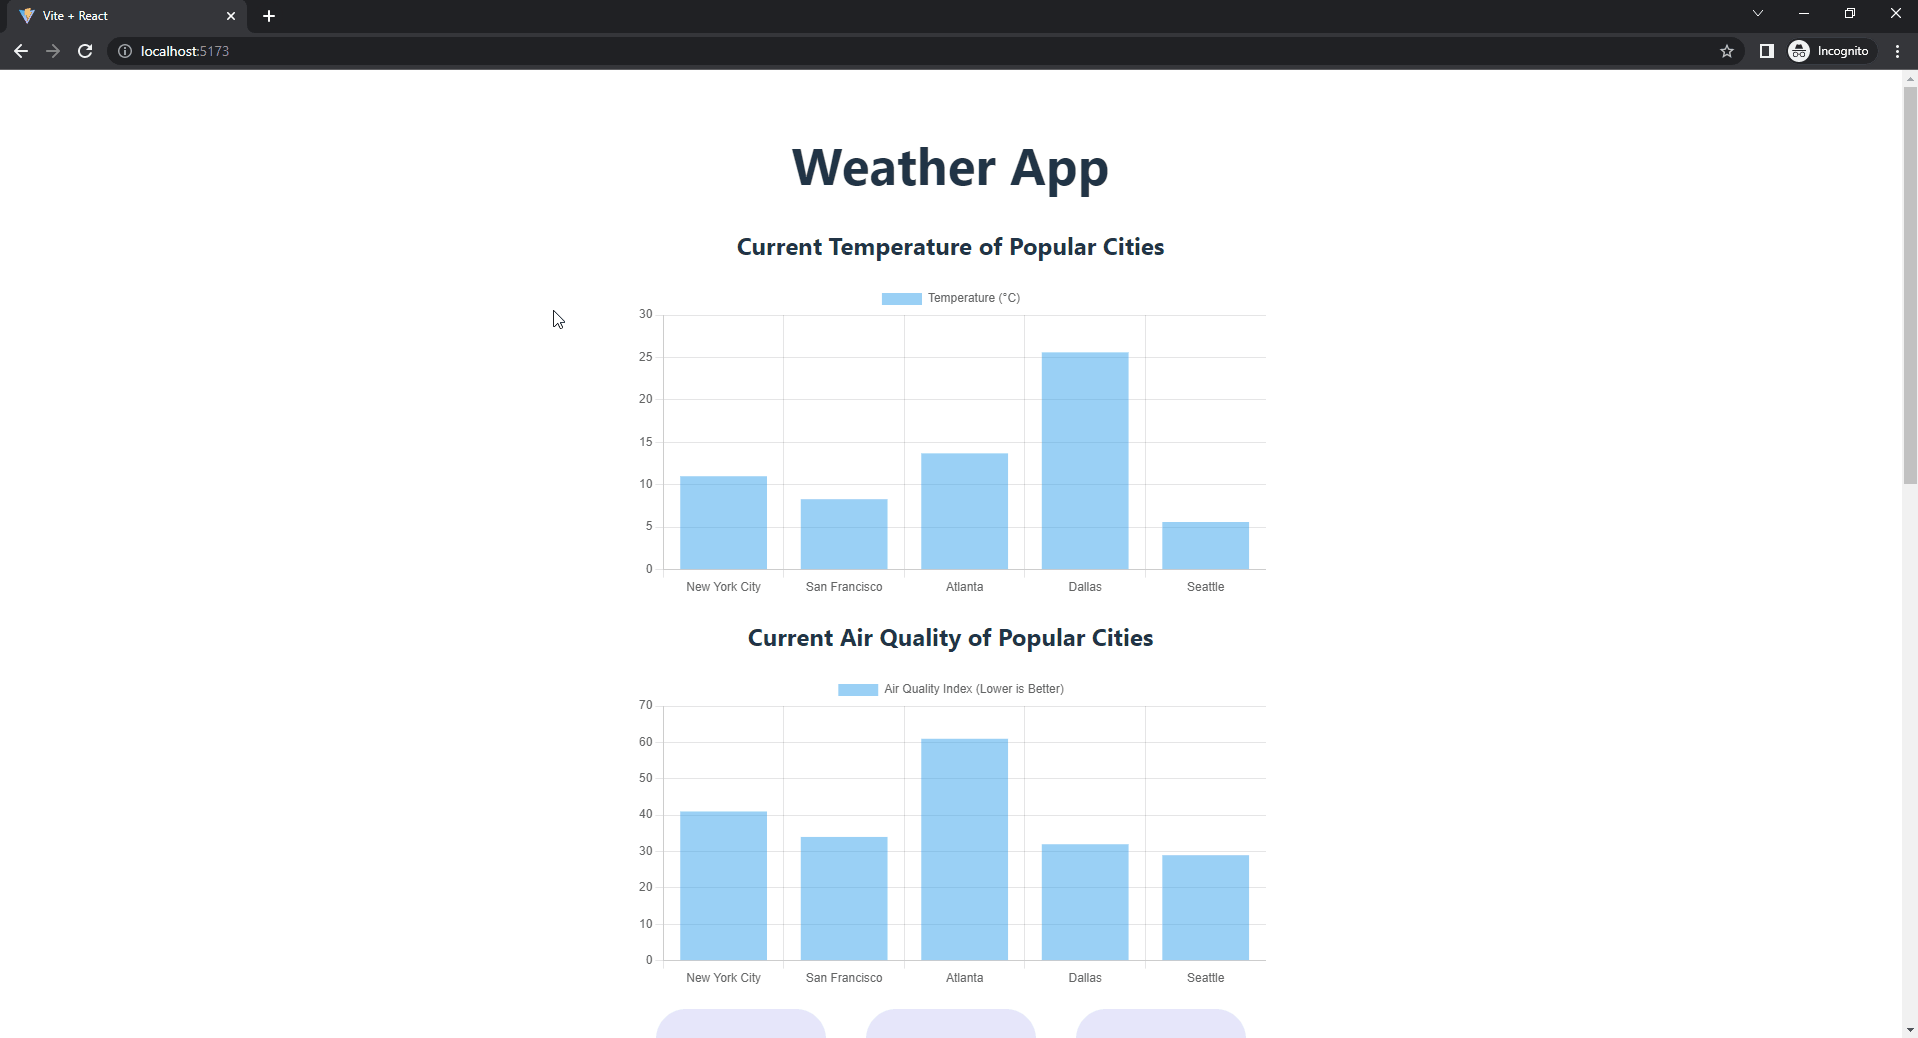 Vite + React
localhost:5173
Incognito
Weather App
Current Temperature of Popular Cities
Temperature (°C)
30
25
20
15
10
5
0
New York City San Francisco Atlanta Dallas Seattle
Current Air Quality of Popular Cities
Air Quality Index (Lower is Better)
70
60
50
40
30
20
10
0
New York City San Francisco Atlanta Dallas Seattle